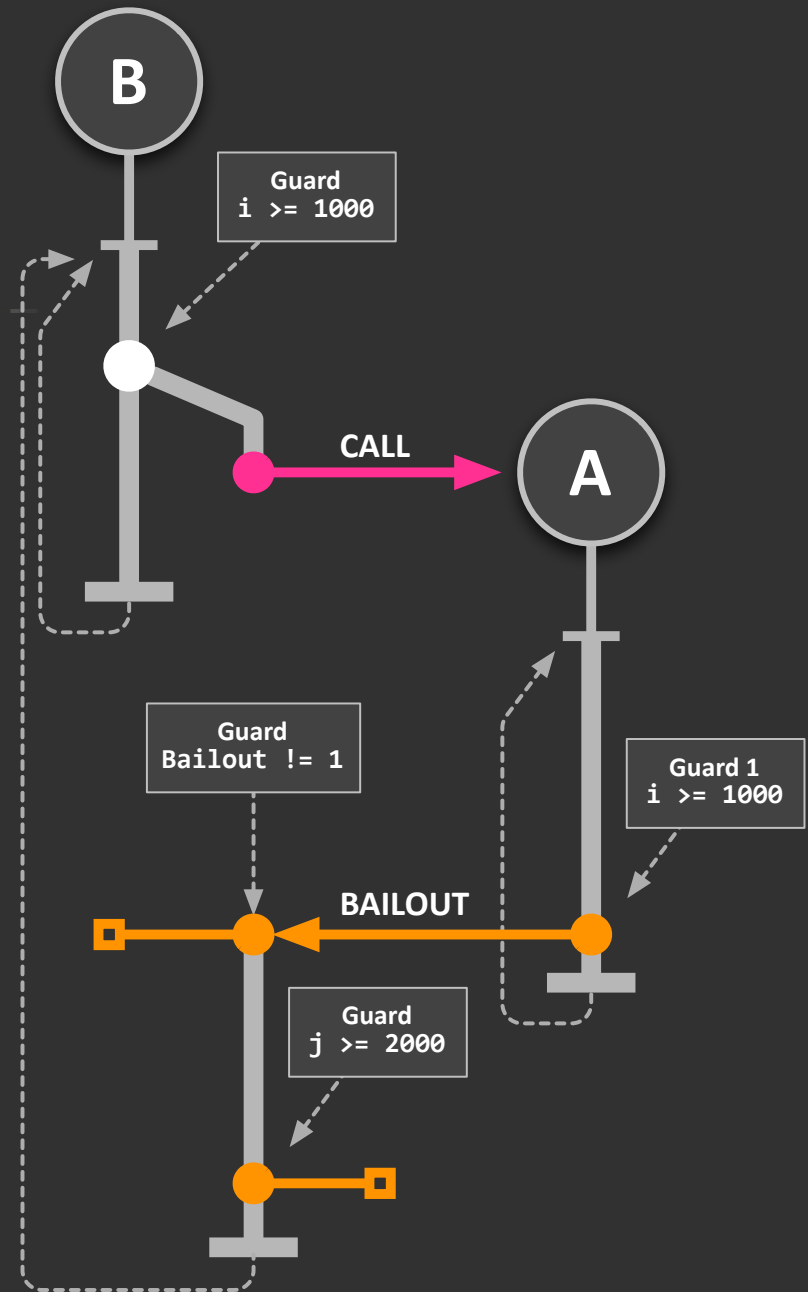 B
Guard
i >= 1000
CALL
A
Guard
Bailout != 1
Guard 1
i >= 1000
BAILOUT
Guard
j >= 2000